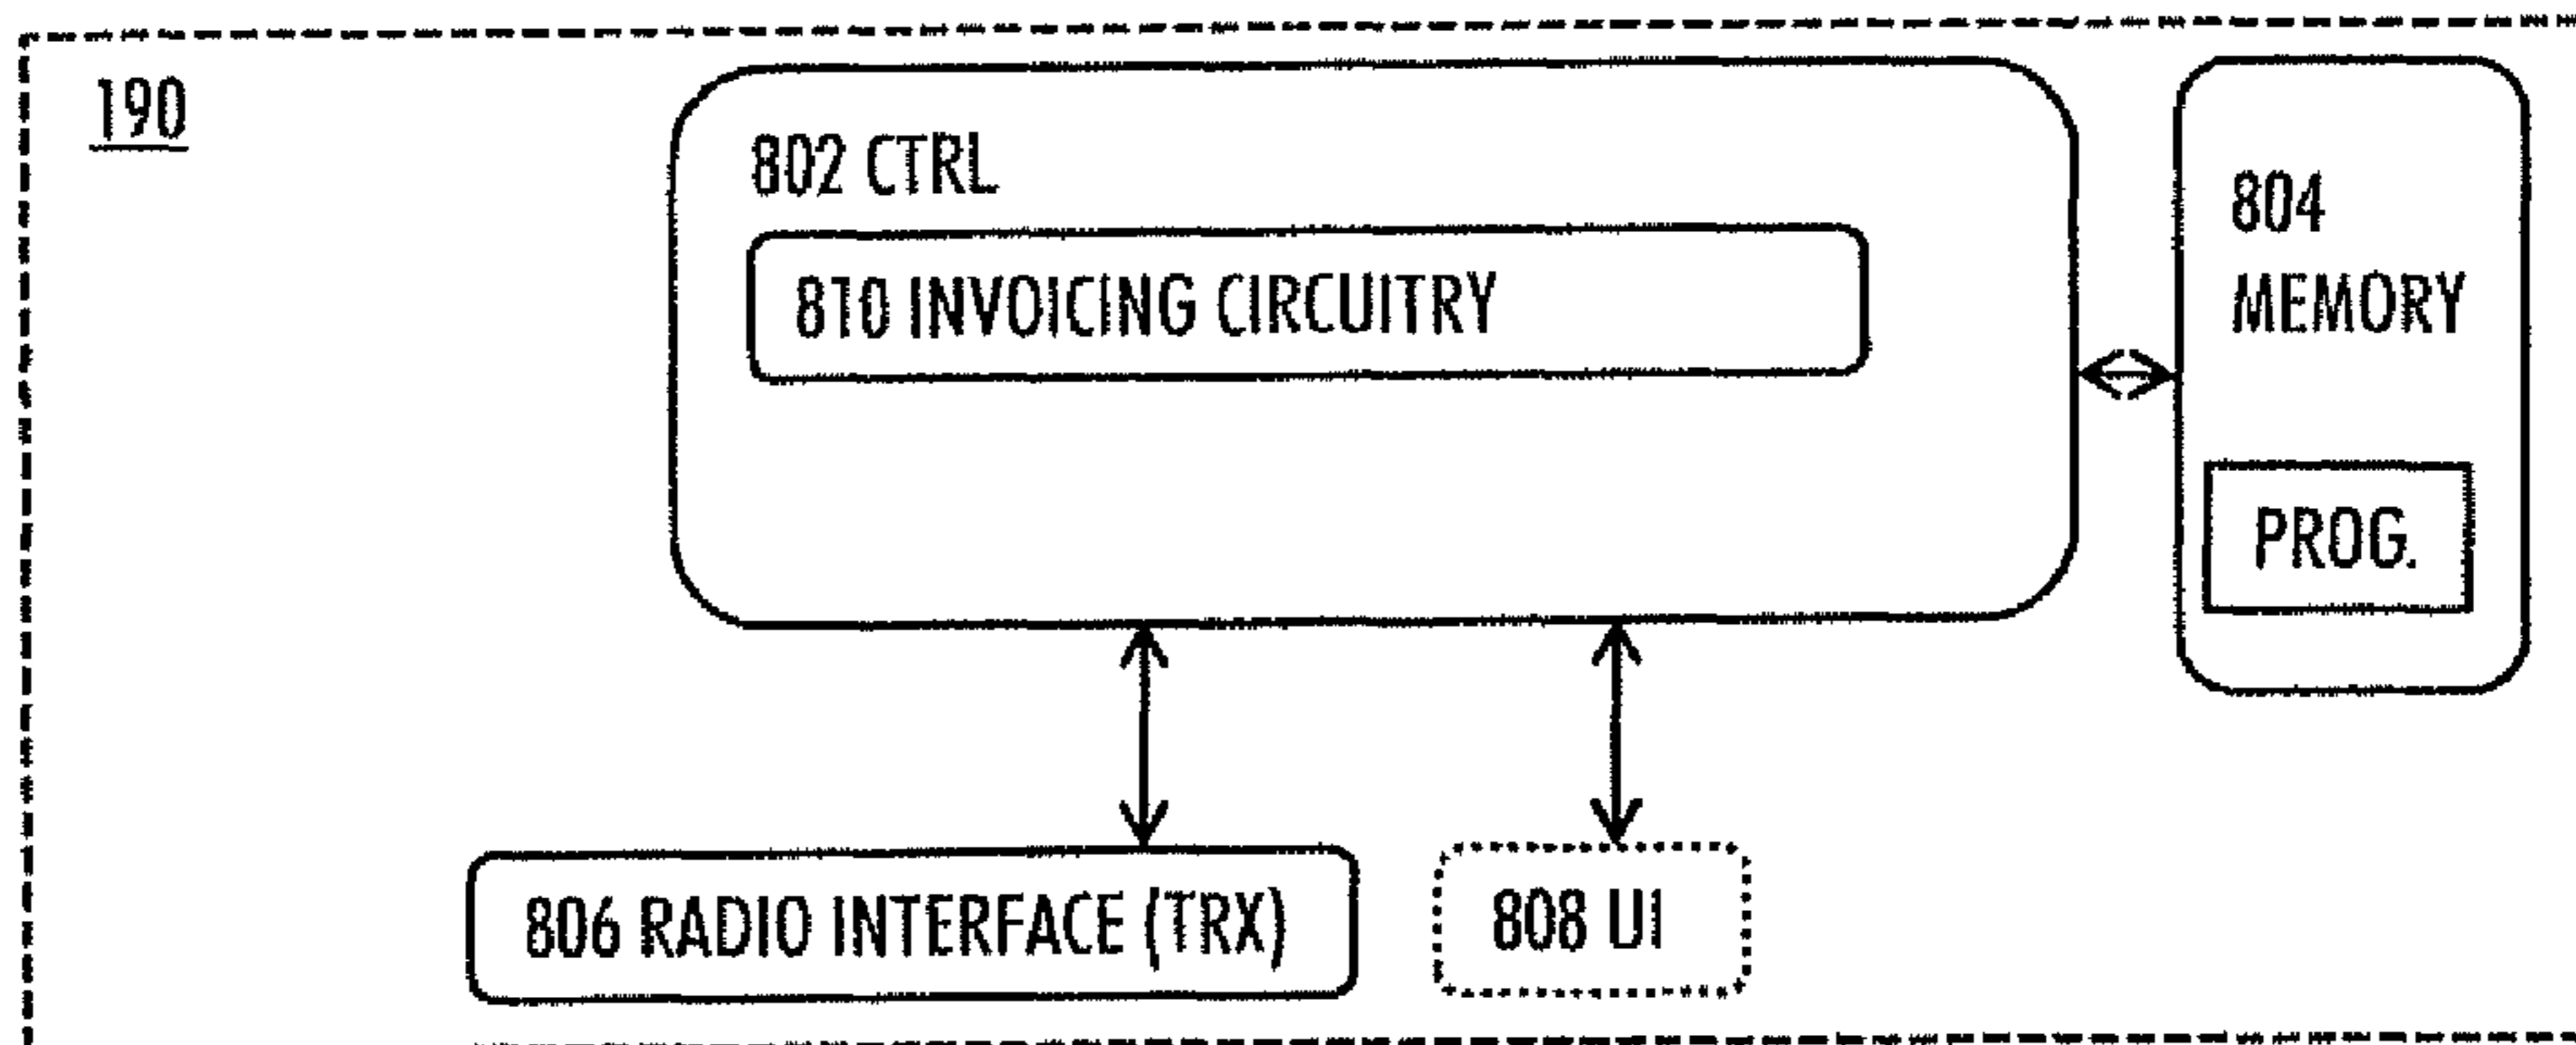 190
802 CTRL
810 INVOICING CIRCUITRY
804
MEMORY
PROG.
806 RADIO INTERFACE (TRX)
808 UI